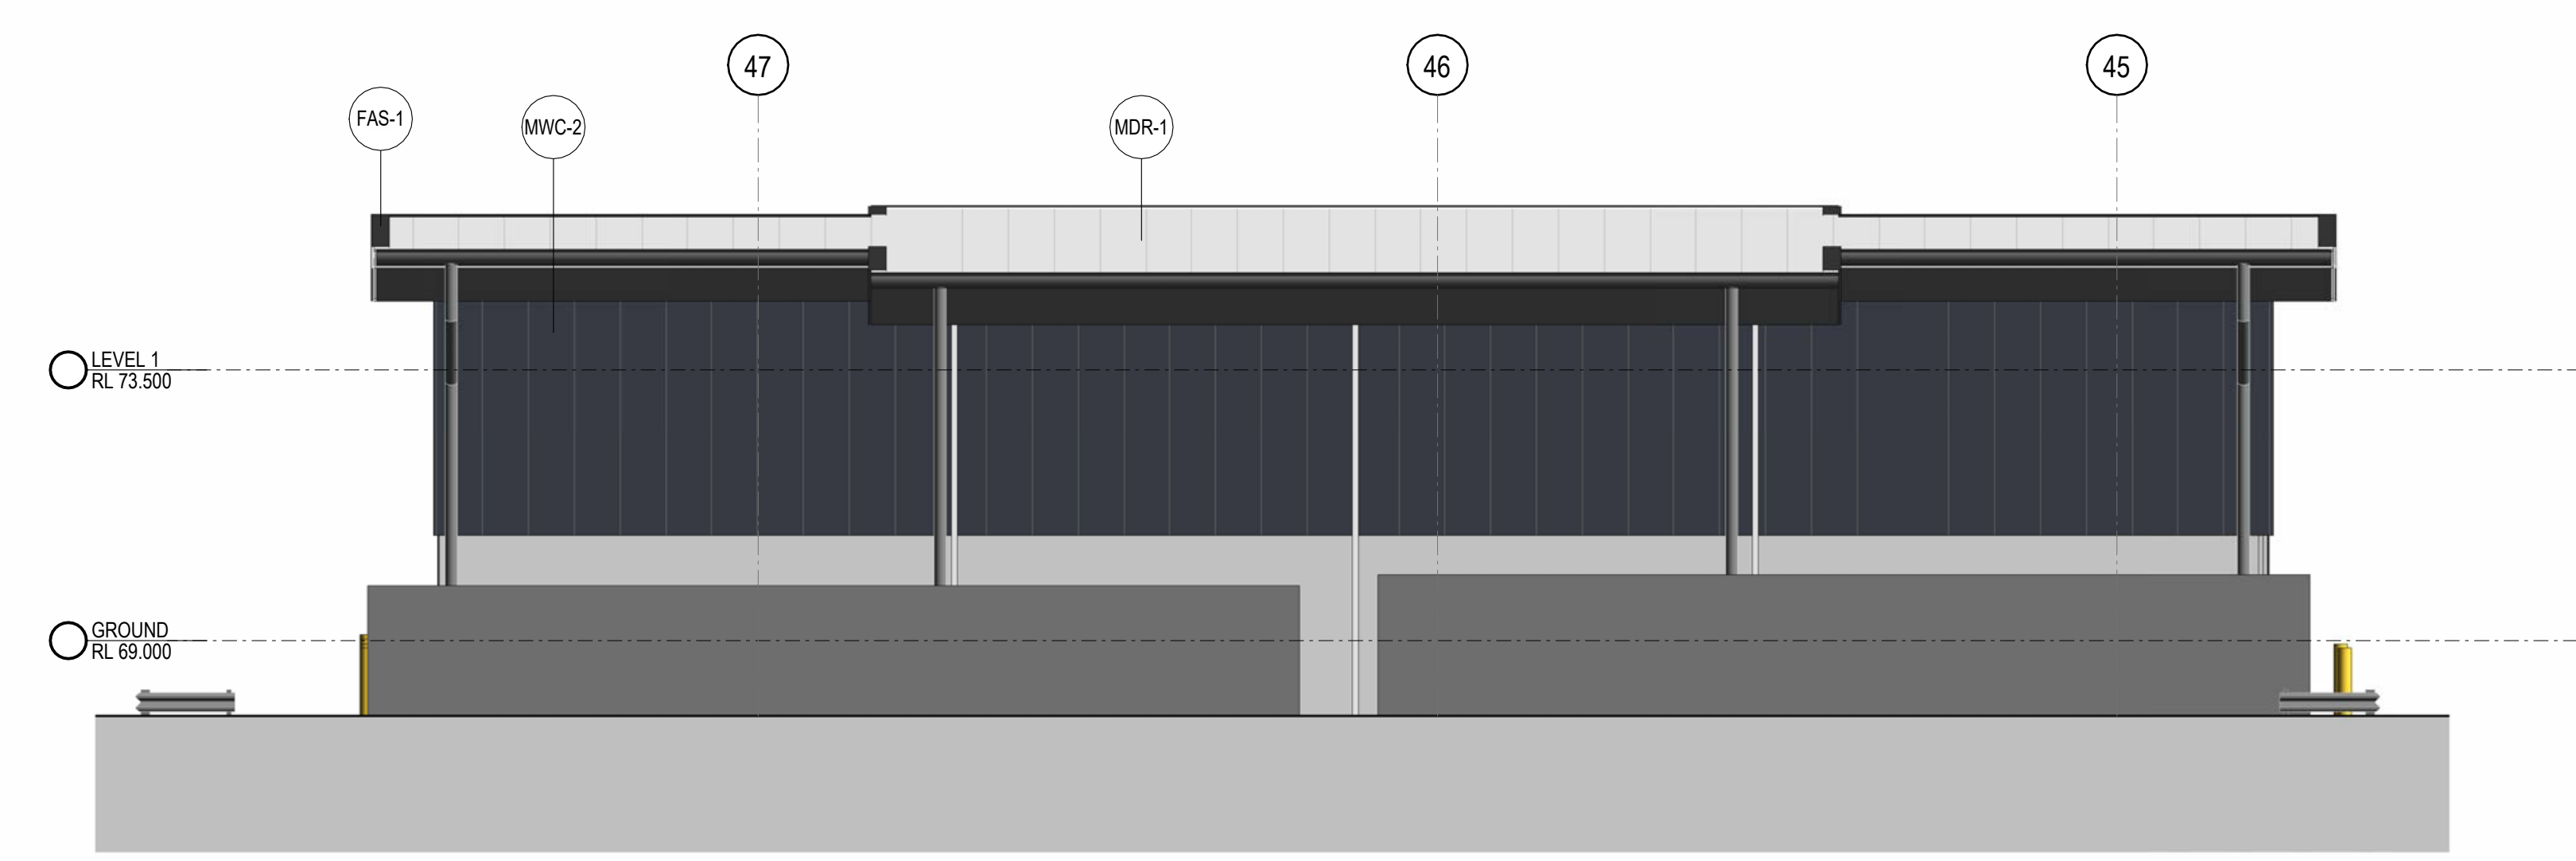 47
46
45
FAS-1
MWC-2
MDR-1
LEVEL 1
RL 73.500
GROUND
RL 69.000